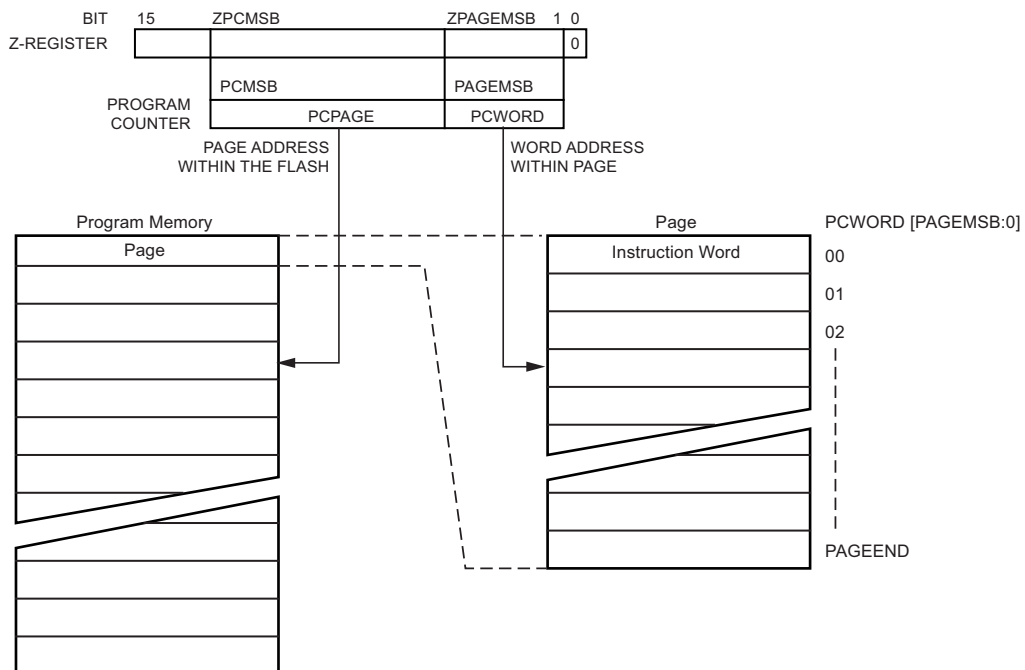 BIT 15 ZPCMSB ZPAGEMSB 1 0
Z-REGISTER 0
PCMSB PAGEMSB
PROGRAM
COUNTER
PCPAGE PCWORD
PAGE ADDRESS
WITHIN THE FLASH
WORD ADDRESS
WITHIN PAGE
Program Memory Page PCWORD [PAGEMSB:0]
Page Instruction Word 00
01
02
PAGEEND